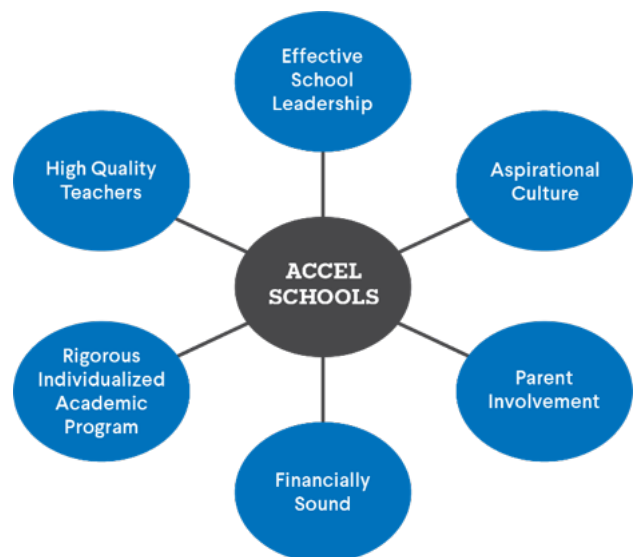 Effective
School
Leadership
High Quality
Teachers
Aspirational
Culture
ACCEL
SCHOOLS
Rigorous
Individualized
Academic
Program
Parent
Involvement
Financially
Sound